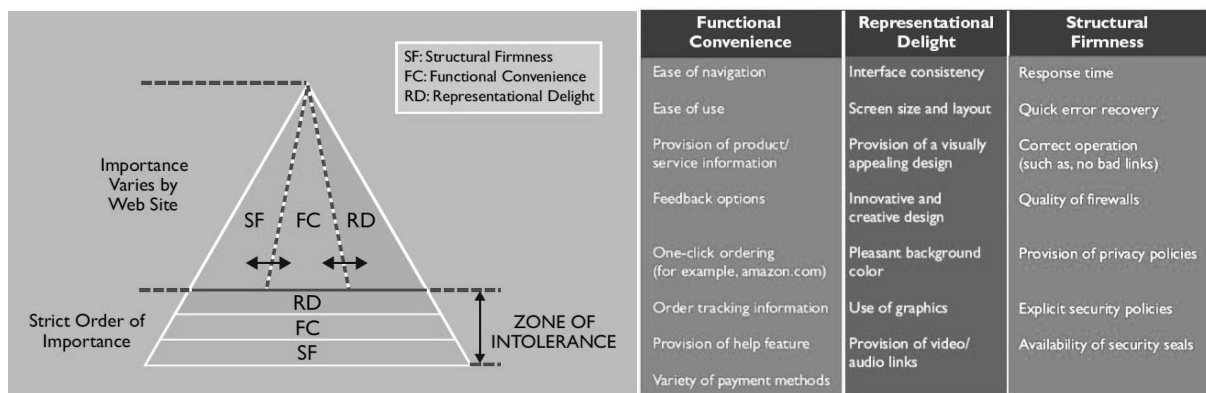 SF: Structural Firmness
FC: Functional Convenience
RD: Representational Delight
Importance
Varies by
Web Site
SF
FC
RD
Strict Order of
Importance
RD
FC
SF
ZONE OF
INTOLERANCE
Functional
Convenience
Ease of navigation
Ease of use
Provision of product/
service information
Feedback options
One-click ordering
(for example, amazon.com)
Order tracking information
Provision of help feature
Variety of payment methods
Representational
Delight
Interface consistency
Screen size and layout
Provision of a visually
appealing design
Innovative and
creative design
Pleasant background
color
Use of graphics
Provision of video/
audio links
Structural
Firmness
Response time
Quick error recovery
Correct operation
(such as, no bad links)
Quality of firewalls
Provision of privacy policies
Explicit security policies
Availability of security seals